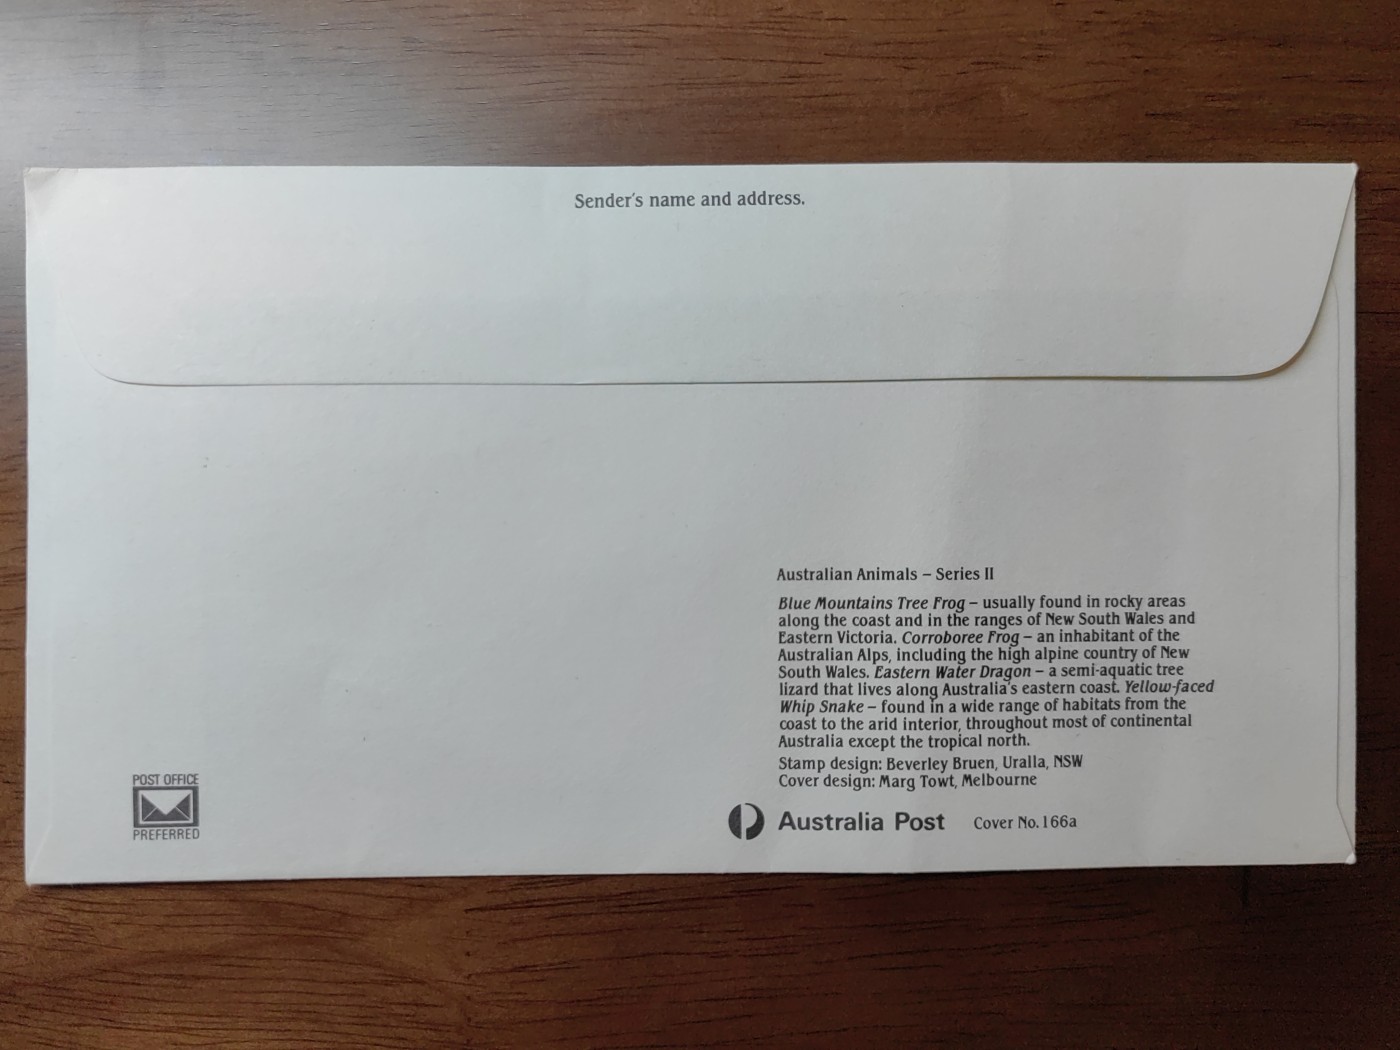 Sender's name and address.
Australian Animals – Series II
Blue Mountains Tree Frog – usually found in rocky areas
along the coast and in the ranges of New South Wales and
Eastern Victoria. Corroboree Frog – an inhabitant of the
Australian Alps, including the high alpine country of New
South Wales. Eastern Water Dragon – a semi-aquatic tree
lizard that lives along Australia's eastern coast. Yellow-faced
Whip Snake – found in a wide range of habitats from the
coast to the arid interior, throughout most of continental
Australia except the tropical north.
Stamp design: Beverley Bruen, Uralla, NSW
Cover design: Marg Towt, Melbourne
POST OFFICE
PREFERRED
Australia Post Cover No. 166a